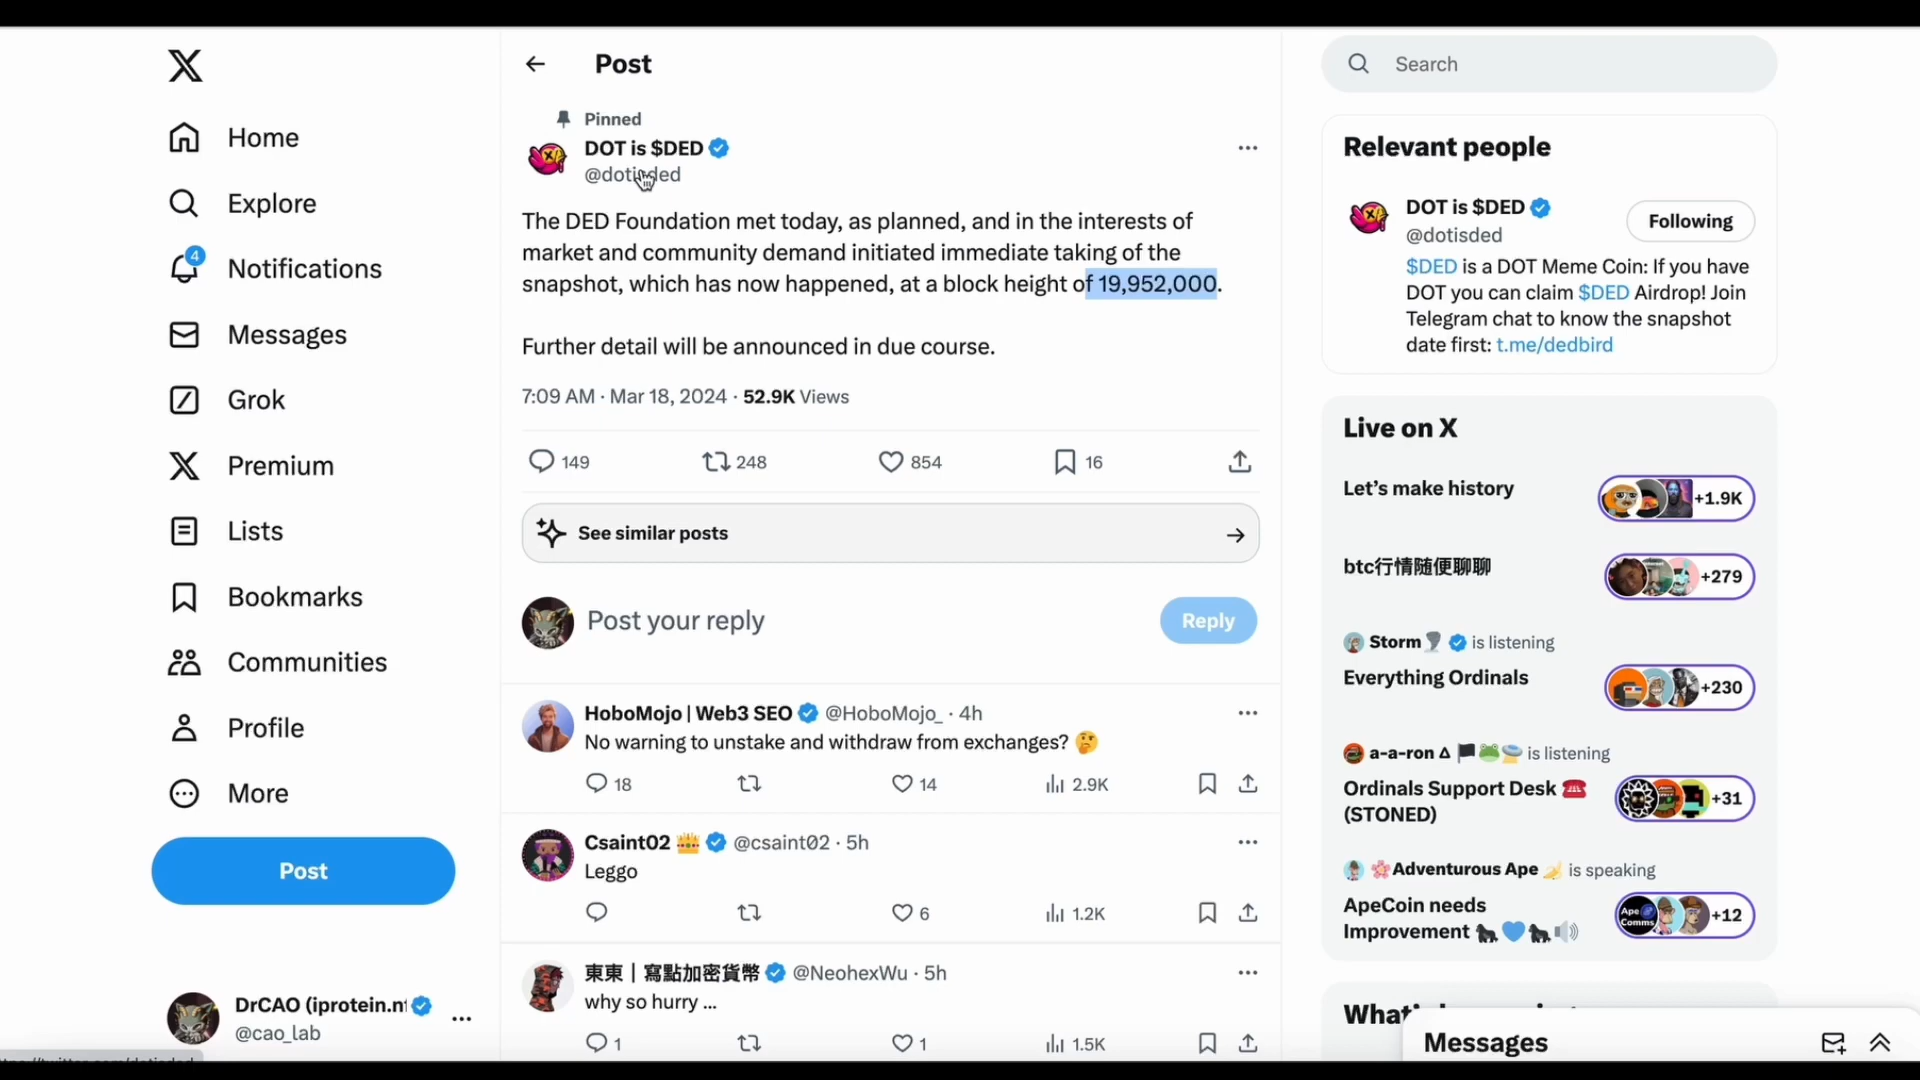 Home
Explore
4
Notifications
Messages
Grok
Premium
Lists
Bookmarks
Communities
Profile
More
Post
DrCAO (iprotein.n
@cao_lab
Post
Pinned
DOT is $DED
@dotisded
The DED Foundation met today, as planned, and in the interests of
market and community demand initiated immediate taking of the
snapshot, which has now happened, at a block height of 19,952,000.
Further detail will be announced in due course.
7:09 AM · Mar 18, 2024 · 52.9K Views
149 248 854 16
See similar posts
Post your reply
Reply
HoboMojo | Web3 SEO @HoboMojo_ · 4h
No warning to unstake and withdraw from exchanges? 🤔
18 14 2.9K
Csaint02 👑 @csaint02 · 5h
Leggo
6 1.2K
東東｜寫點加密貨幣 @NeohexWu · 5h
why so hurry ...
1 1 1.5K
Search
Relevant people
DOT is $DED
Following
@dotisded
$DED is a DOT Meme Coin: If you have
DOT you can claim $DED Airdrop! Join
Telegram chat to know the snapshot
date first: t.me/dedbird
Live on X
Let's make history
+1.9K
btc行情随便聊聊
+279
Storm🌪️ is listening
Everything Ordinals
+230
a-a-ron ∆ 🏴🐸 is listening
Ordinals Support Desk ☎️
(STONED)
+31
🌸Adventurous Ape 🍌 is speaking
ApeCoin needs
Improvement 🦍💙🦍🔊
Ape
Comms
+12
Messages